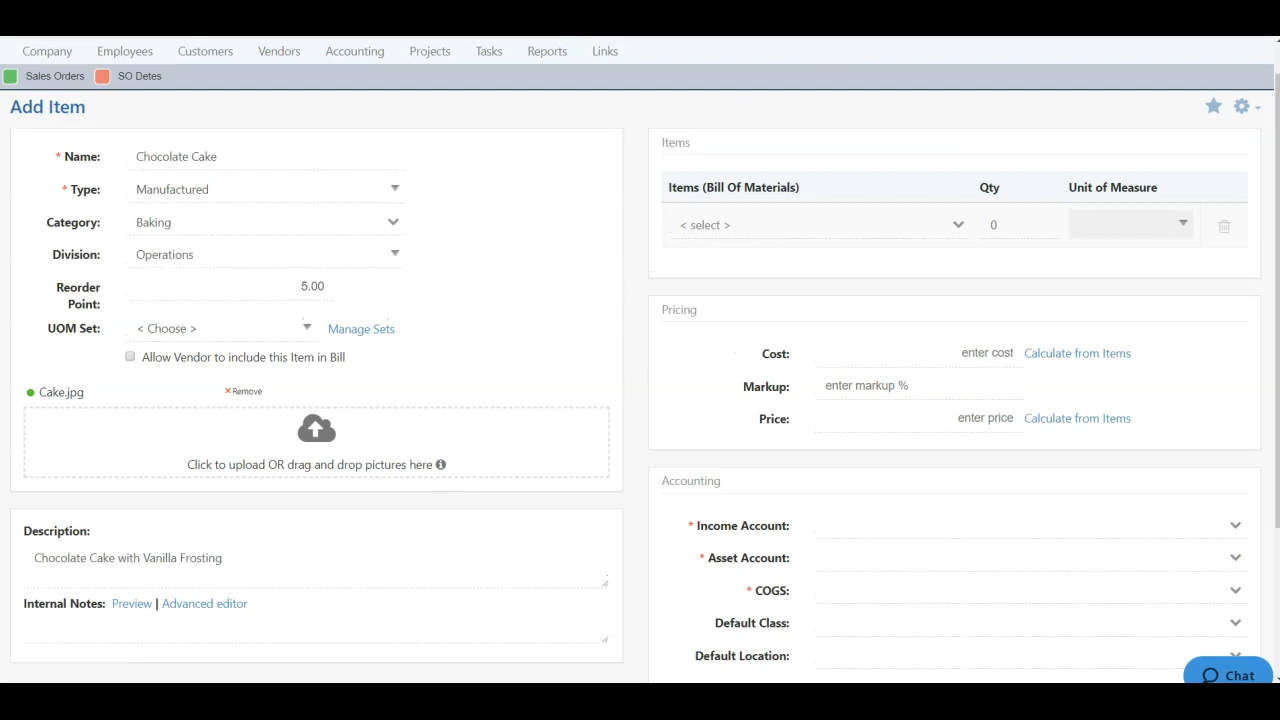 Company Employees Customers Vendors Accounting Projects Tasks Reports Links
Sales Orders SO Detes
Add Item
* Name: Chocolate Cake
* Type: Manufactured
Category: Baking
Division: Operations
Reorder Point: 5.00
UOM Set: < Choose > Manage Sets
Allow Vendor to include this Item in Bill
Cake.jpg × Remove
Click to upload OR drag and drop pictures here
Description:
Chocolate Cake with Vanilla Frosting
Internal Notes: Preview | Advanced editor
Items
Items (Bill Of Materials) Qty Unit of Measure
< select > 0
Pricing
Cost: enter cost Calculate from Items
Markup: enter markup %
Price: enter price Calculate from Items
Accounting
* Income Account:
* Asset Account:
* COGS:
Default Class:
Default Location:
Chat